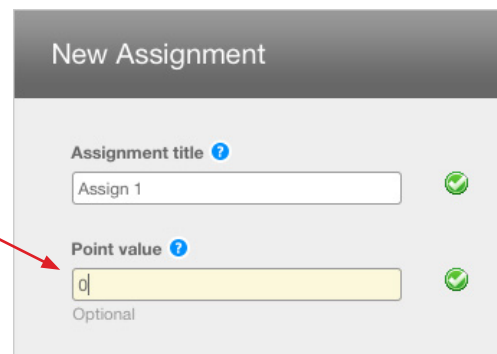 New Assignment
Assignment title ?
Assign 1
Point value ?
0
Optional